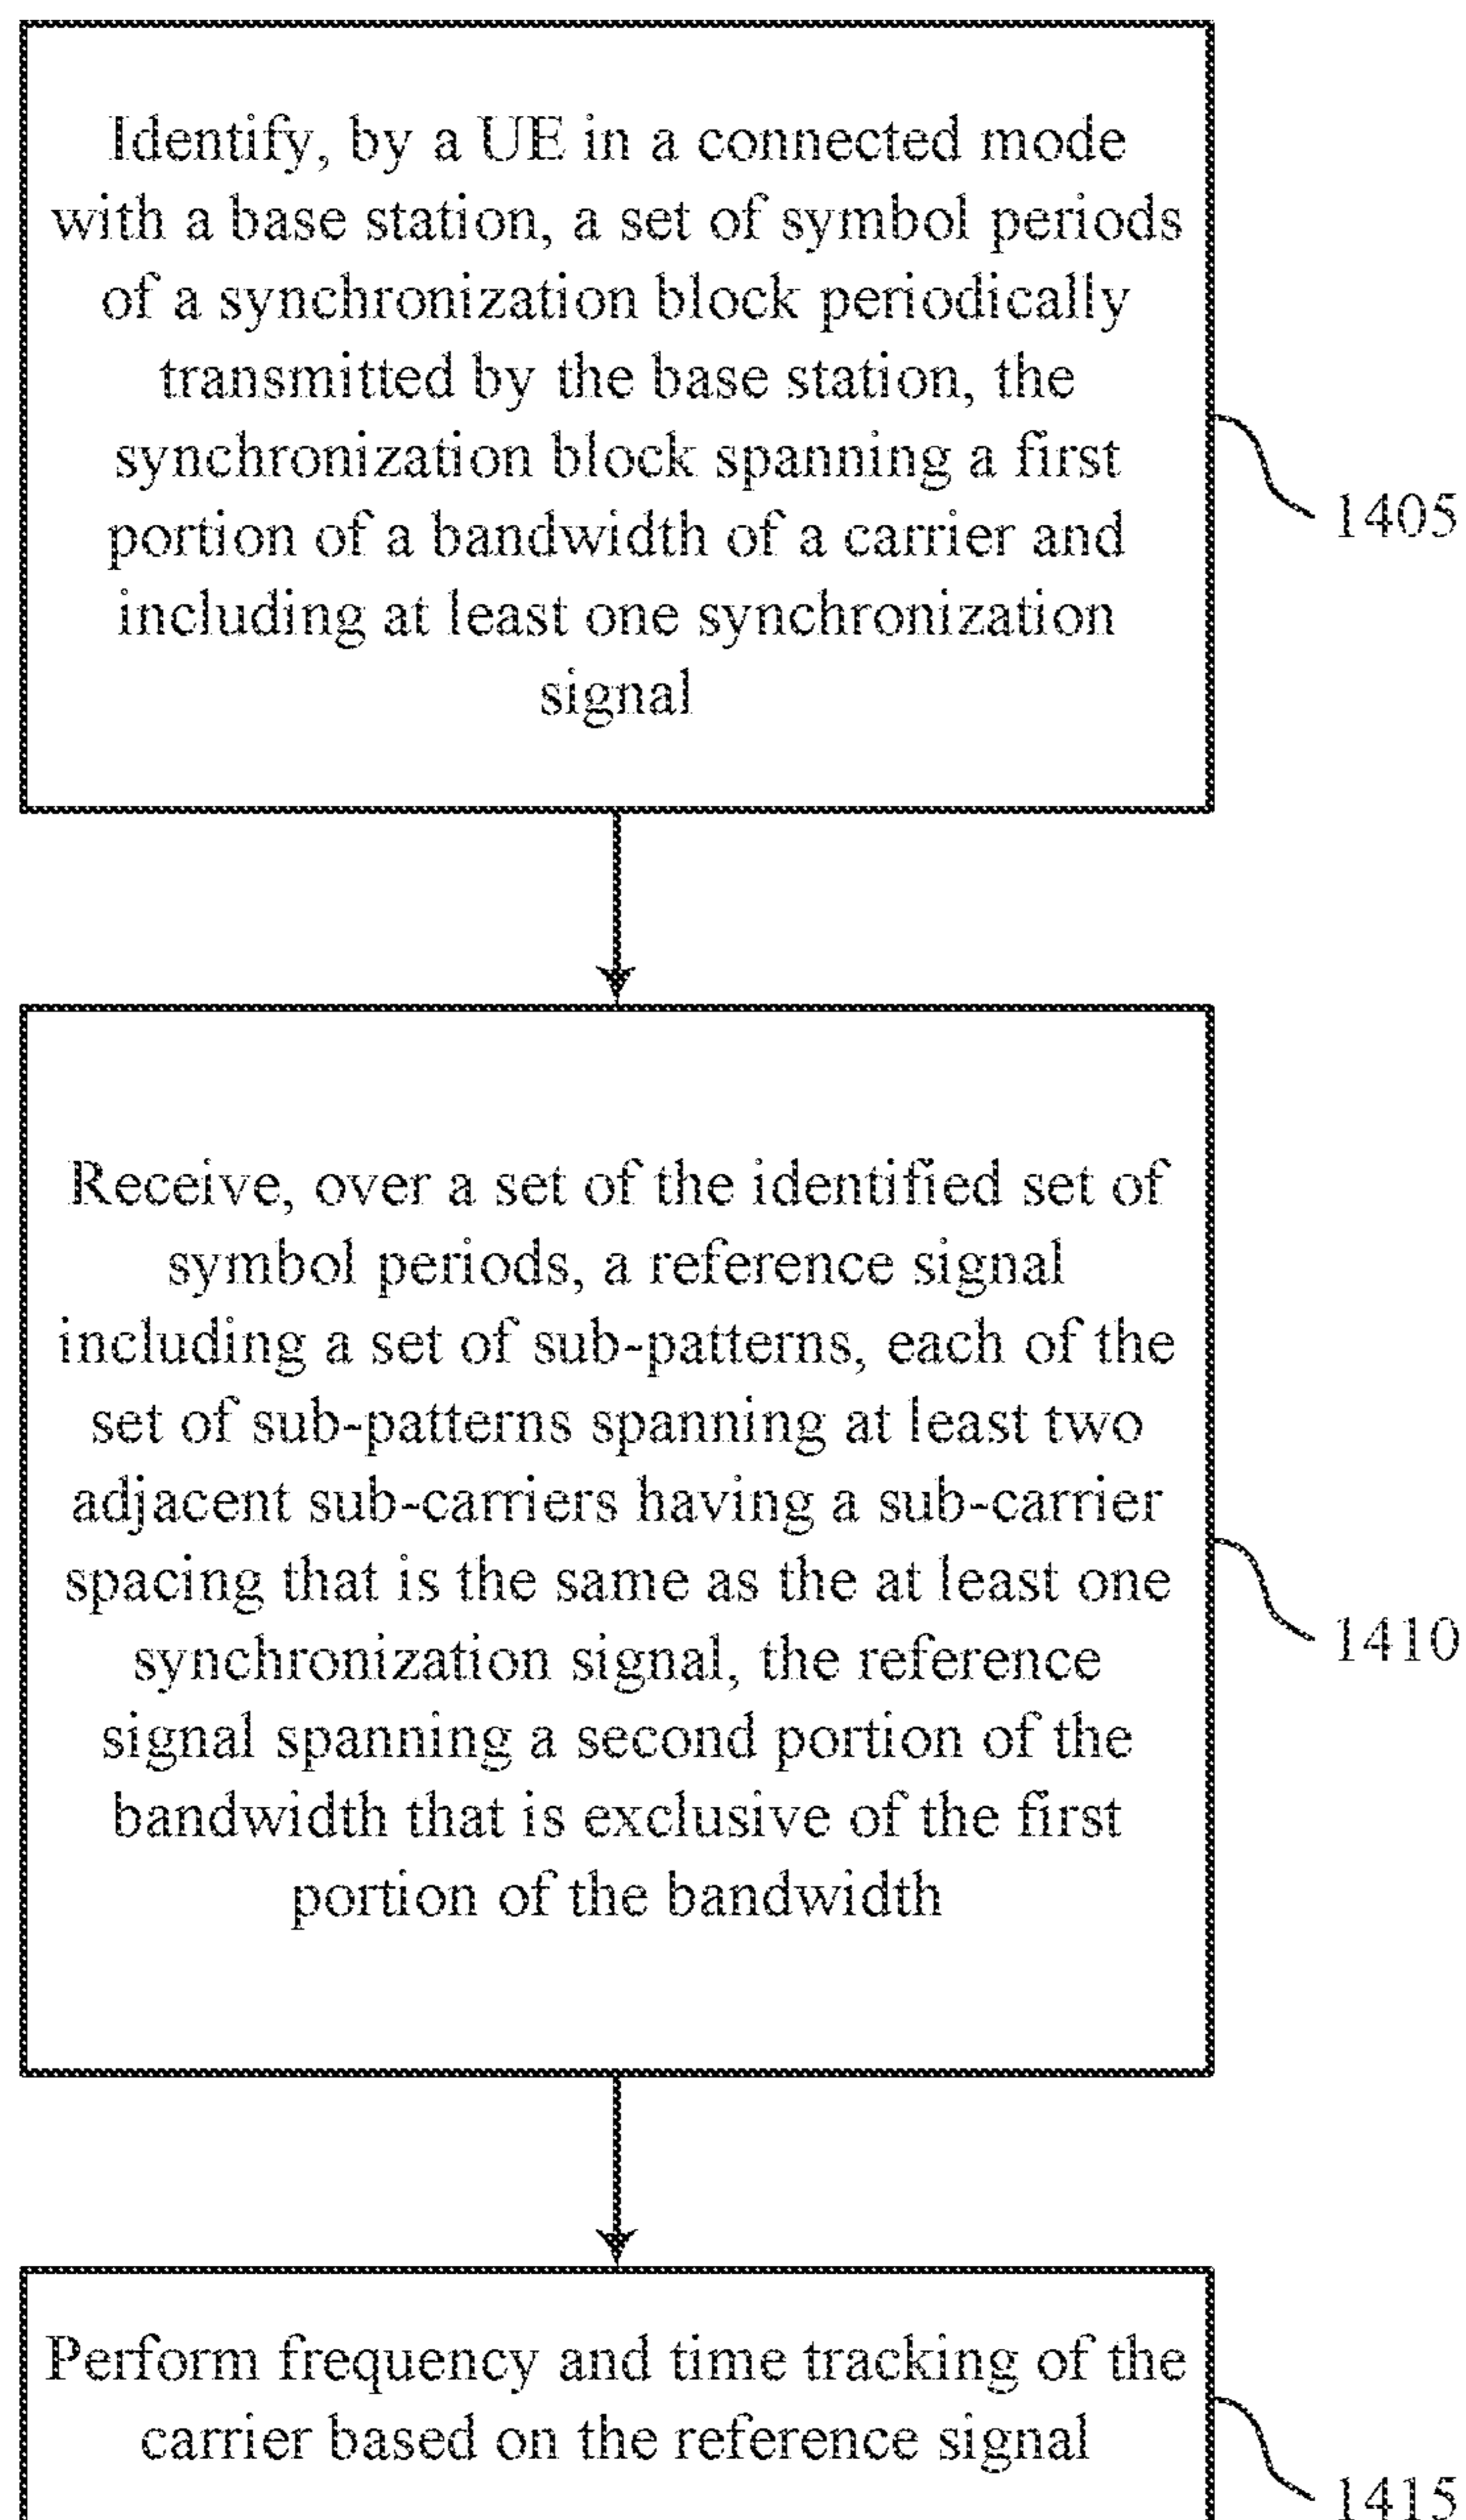 Identify, by a UE in a connected mode
with a base station, a set of symbol periods
of a synchronization block periodically
transmitted by the base station, the
synchronization block spanning a first
portion of a bandwidth of a carrier and
including at least one synchronization
signal
1405
Receive, over a set of the identified set of
symbol periods, a reference signal
including a set of sub-patterns, each of the
set of sub-patterns spanning at least two
adjacent sub-carriers having a sub-carrier
spacing that is the same as the at least one
synchronization signal, the reference
signal spanning a second portion of the
bandwidth that is exclusive of the first
portion of the bandwidth
1410
Perform frequency and time tracking of the
carrier based on the reference signal
1415